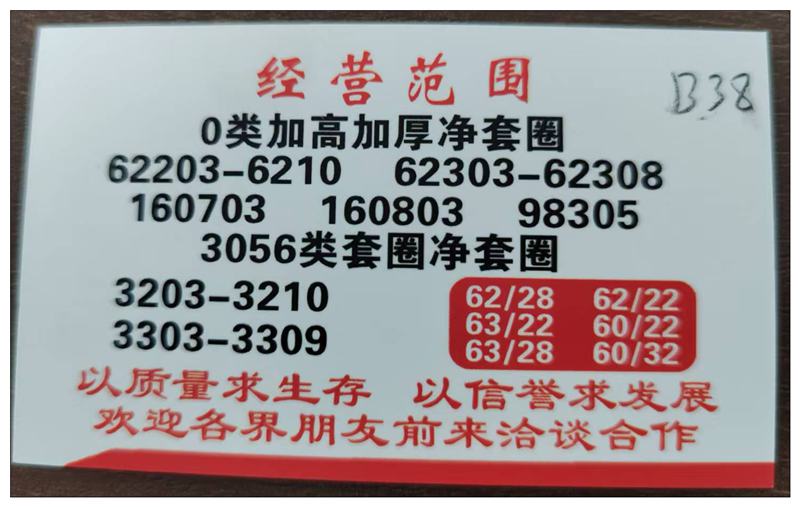 经营范围
B38
0类加高加厚净套圈
62203-6210 62303-62308
160703 160803 98305
3056类套圈净套圈
3203-3210
3303-3309
62/28 62/22
63/22 60/22
63/28 60/32
以质量求生存 以信誉求发展
欢迎各界朋友前来洽谈合作